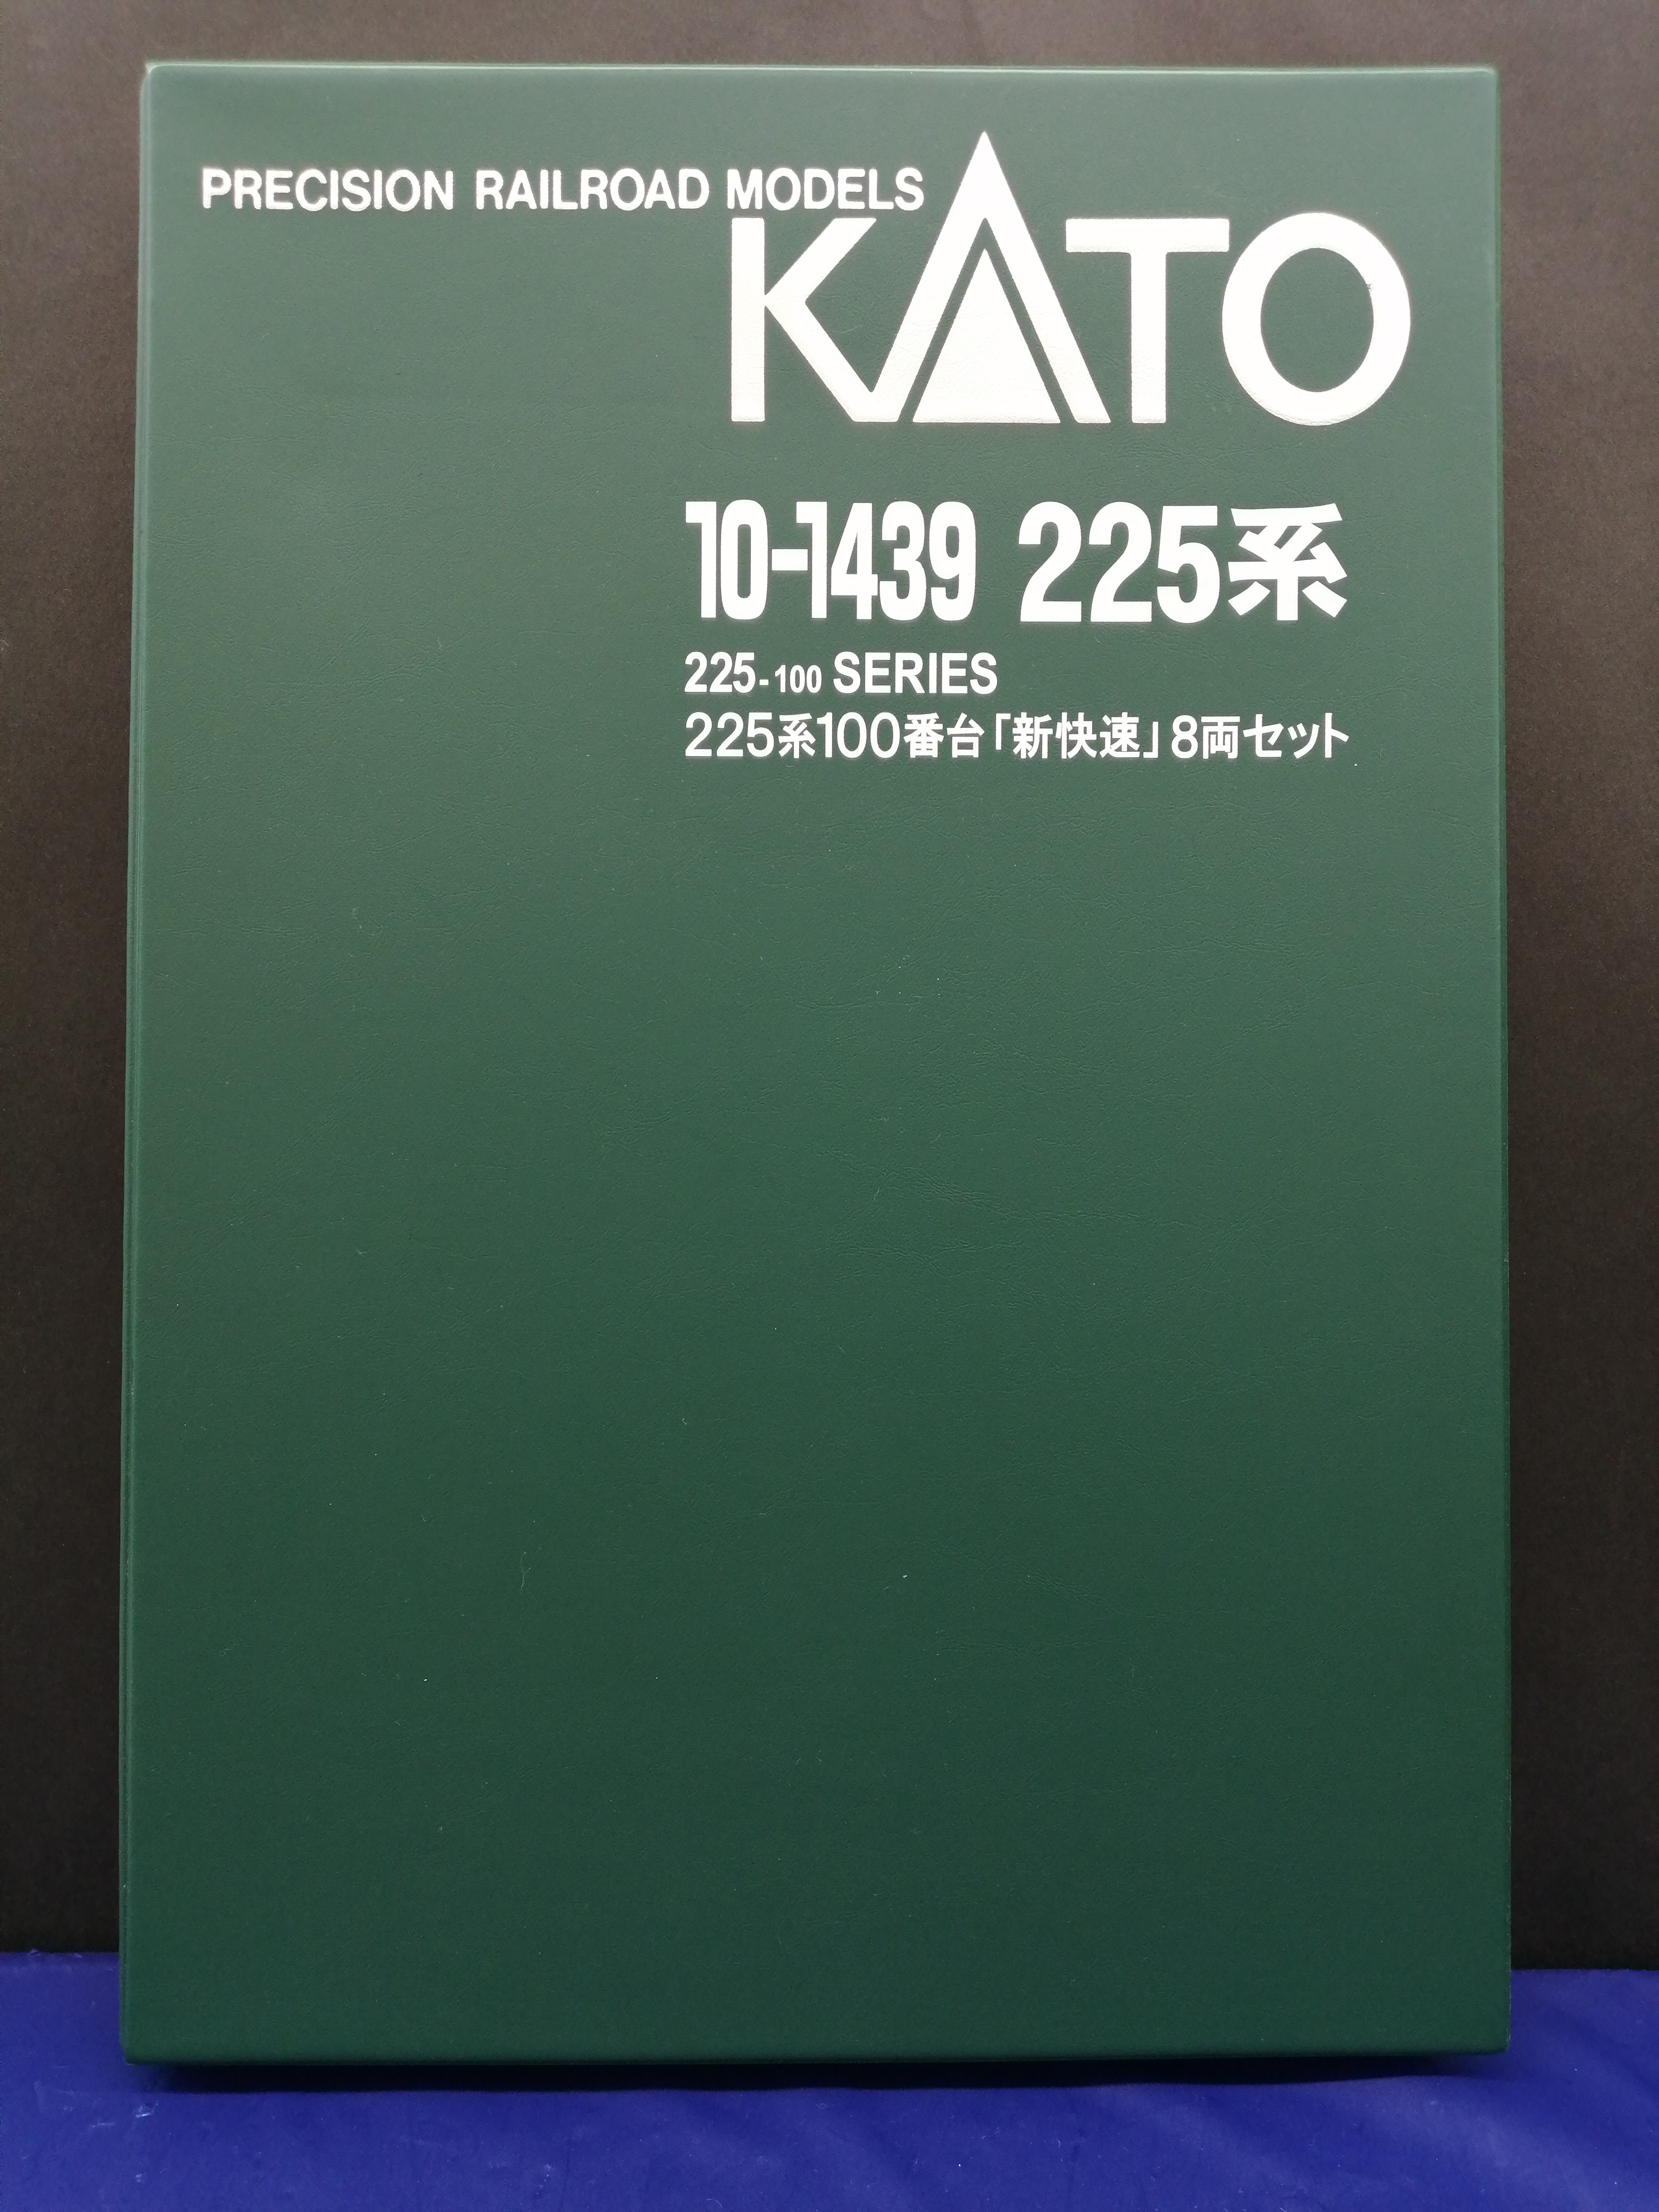 PRECISION RAILROAD MODELS
KATO
10-1439 225系
225-100 SERIES
225系100番台「新快速」8両セット